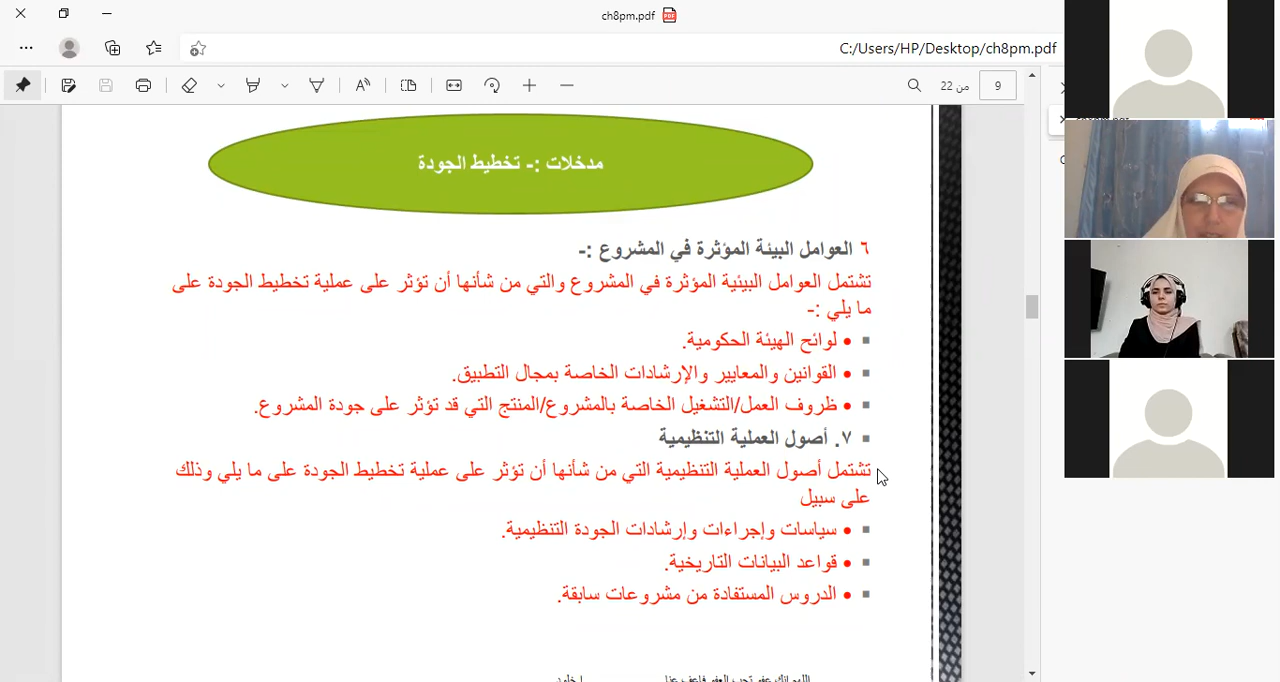 ch8pm.pdf
C:/Users/HP/Desktop/ch8pm.pdf
9
من 22
مدخلات :- تخطيط الجودة
٦ العوامل البيئة المؤثرة في المشروع :-
تشتمل العوامل البيئية المؤثرة في المشروع والتي من شأنها أن تؤثر على عملية تخطيط الجودة على
ما يلي :-
• لوائح الهيئة الحكومية.
• القوانين والمعايير والإرشادات الخاصة بمجال التطبيق.
• ظروف العمل/التشغيل الخاصة بالمشروع/المنتج التي قد تؤثر على جودة المشروع.
٧. أصول العملية التنظيمية
تشتمل أصول العملية التنظيمية التي من شأنها أن تؤثر على عملية تخطيط الجودة على ما يلي وذلك
على سبيل
• سياسات وإجراءات وإرشادات الجودة التنظيمية.
• قواعد البيانات التاريخية.
• الدروس المستفادة من مشروعات سابقة.